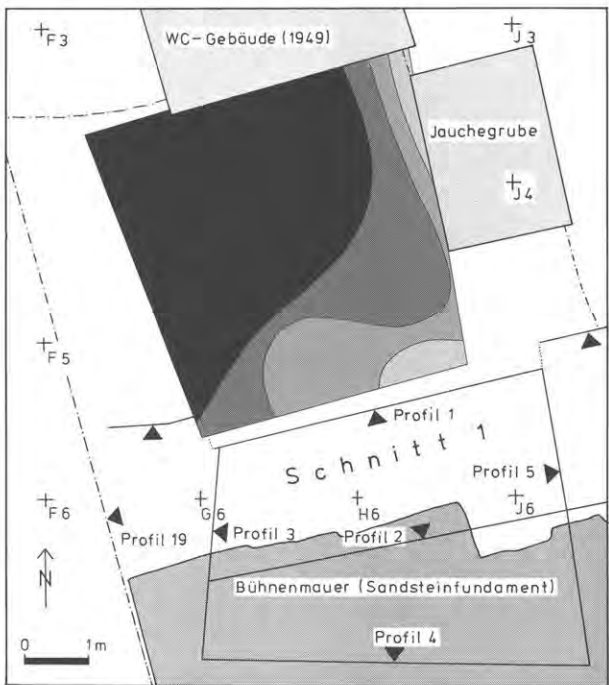 F3
WC-Gebäude (1949)
J3
Jauchegrube
J4
F5
Profil 1
Schnitt 1
Profil 5
F6
G6
H6
J6
Profil 19
Profil 3
Profil 2
N
Bühnenmauer (Sandsteinfundament)
0 1m
Profil 4